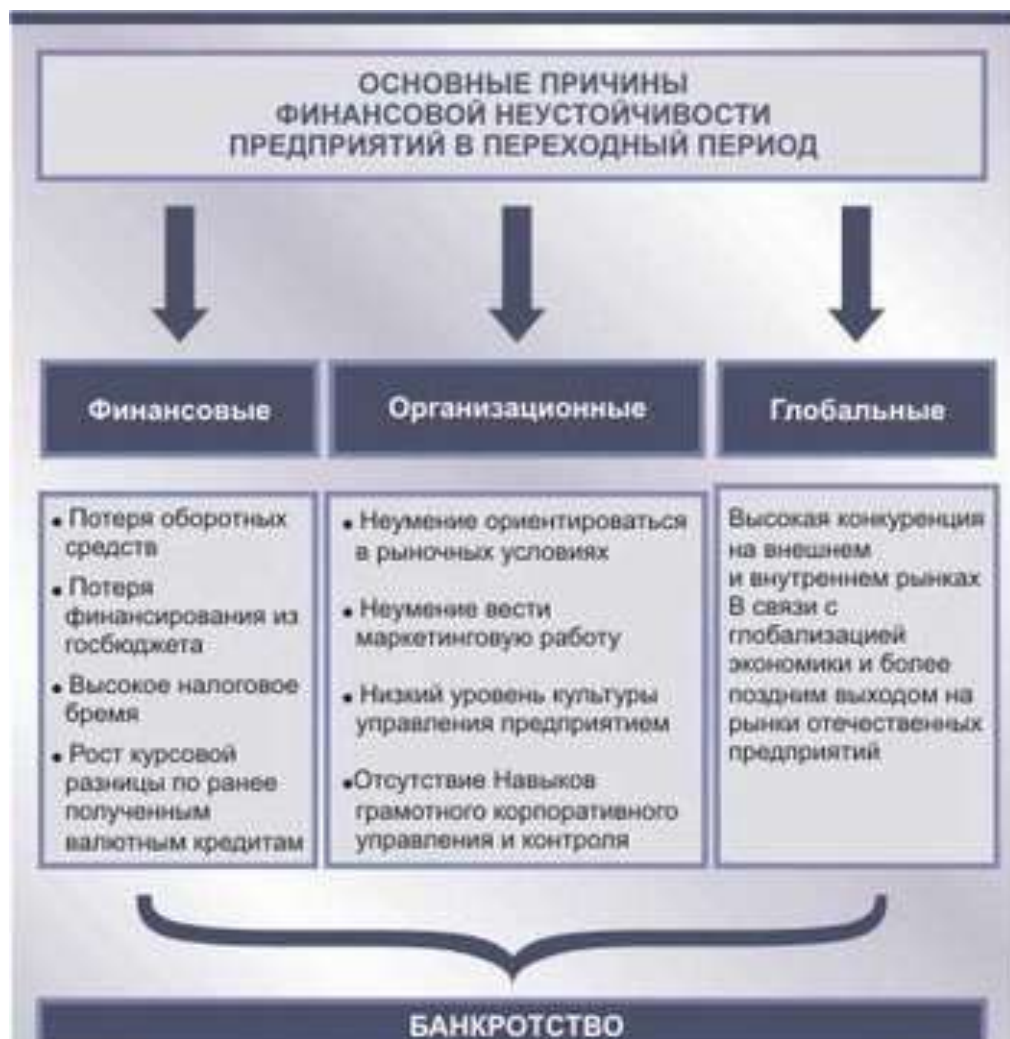 ОСНОВНЫЕ ПРИЧИНЫ
ФИНАНСОВОЙ НЕУСТОЙЧИВОСТИ
ПРЕДПРИЯТИЙ В ПЕРЕХОДНЫЙ ПЕРИОД
Финансовые
Организационные
Глобальные
• Потеря оборотных
средств
• Потеря
финансирования из
госбюджета
• Высокое налоговое
бремя
• Рост курсовой
разницы по ранее
полученным
валютным кредитам
• Неумение ориентироваться
в рыночных условиях
• Неумение вести
маркетинговую работу
• Низкий уровень культуры
управления предприятием
•Отсутствие Навыков
грамотного корпоративного
управления и контроля
Высокая конкуренция
на внешнем
и внутреннем рынках
В связи с
глобализацией
экономики и более
поздним выходом на
рынки отечественных
предприятий
БАНКРОТСТВО